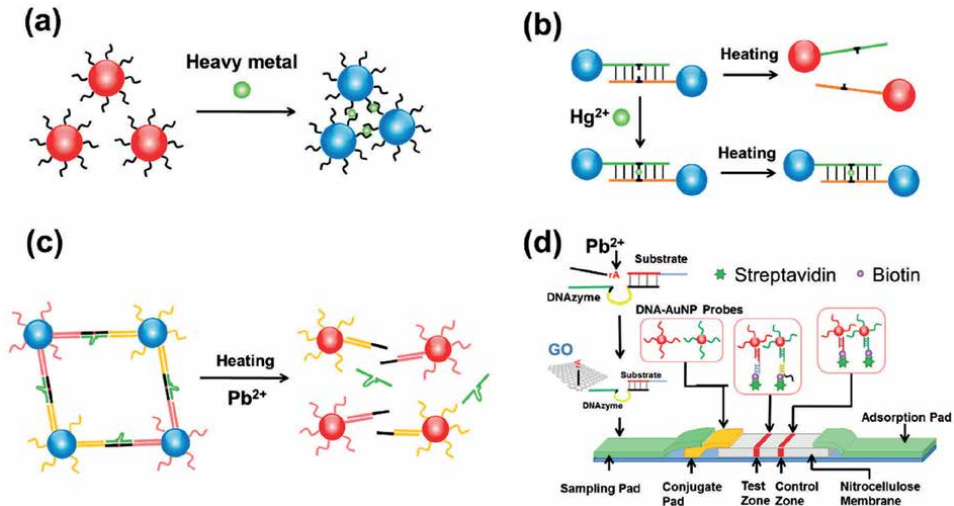 (a)
Heavy metal
(b)
Heating
Hg2+
Heating
(c)
Heating
Pb2+
(d)
Pb2+
Substrate
rA
DNAzyme
Streptavidin
Biotin
DNA-AuNP Probes
GO
Substrate
DNAzyme
Adsorption Pad
Sampling Pad
Conjugate
Pad
Test
Zone
Control
Zone
Nitrocellulose
Membrane